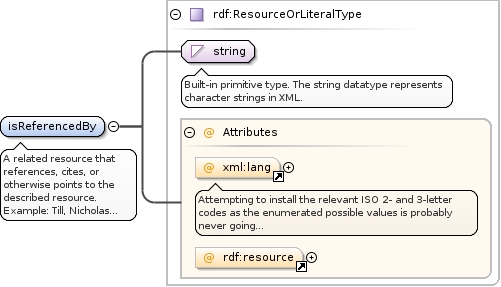 rdf:ResourceOrLiteralType
string
Built-in primitive type. The string datatype represents
character strings in XML.
isReferencedBy
A related resource that
references, cites, or
otherwise points to the
described resource.
Example: Till, Nicholas...
@ Attributes
@ xml:lang
Attempting to install the relevant ISO 2- and 3-letter
codes as the enumerated possible values is probably
never going...
@ rdf:resource